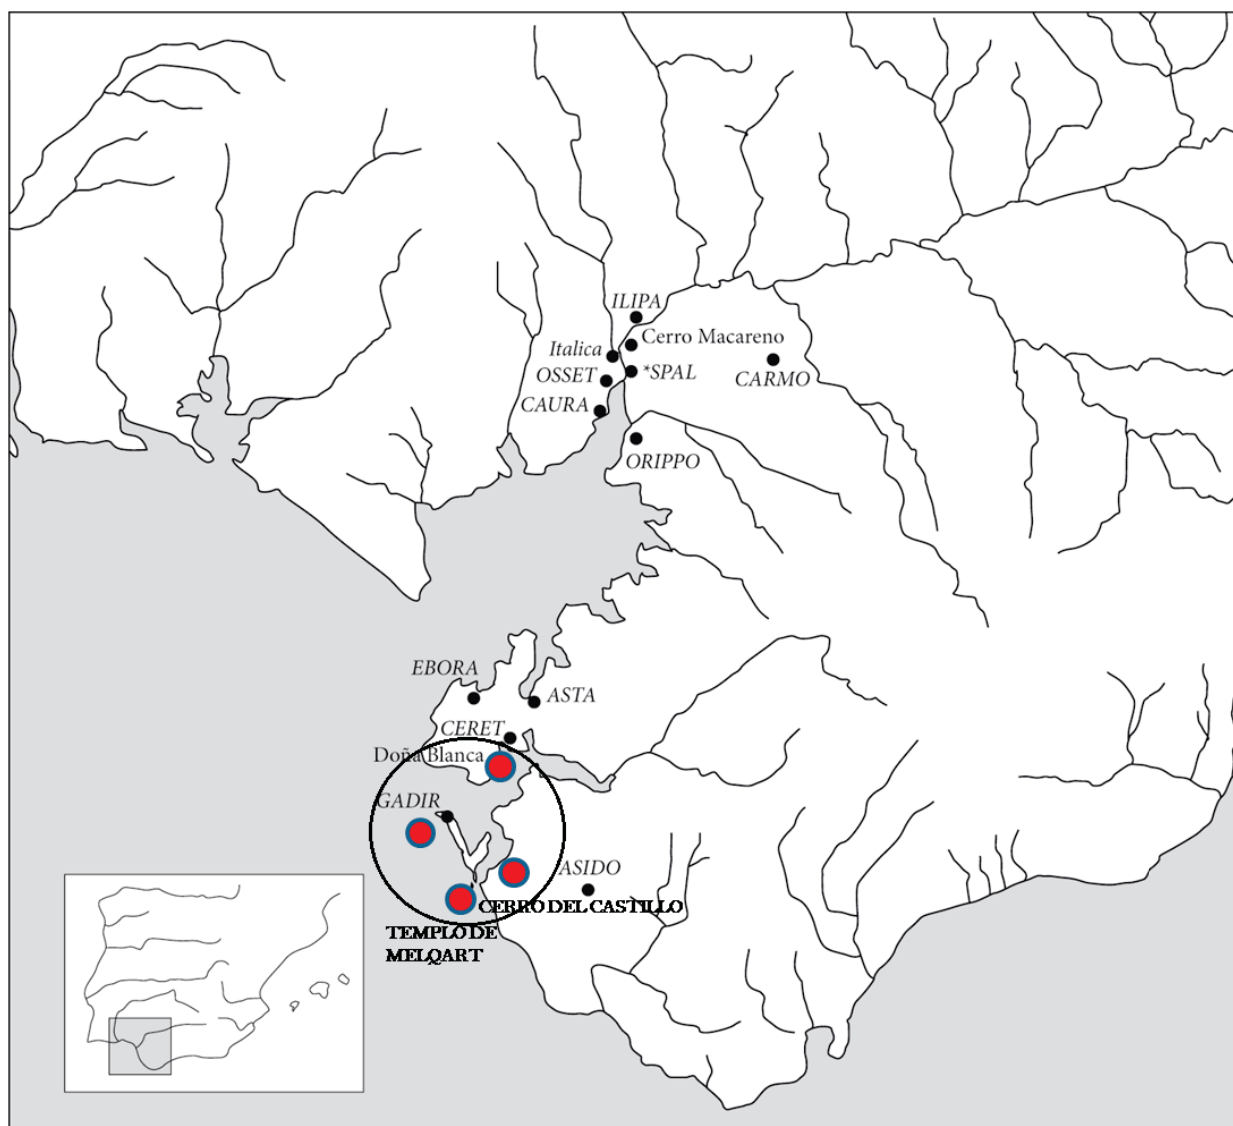 ILIPA
Cerro Macareno
Italica
*SPAL
OSSET
CARMO
CAURA
ORIPPO
EBORA
ASTA
CERET
Doña Blanca
GADIR
ASIDO
CERRO DEL CASTILLO
TEMPLO DE
MELQART